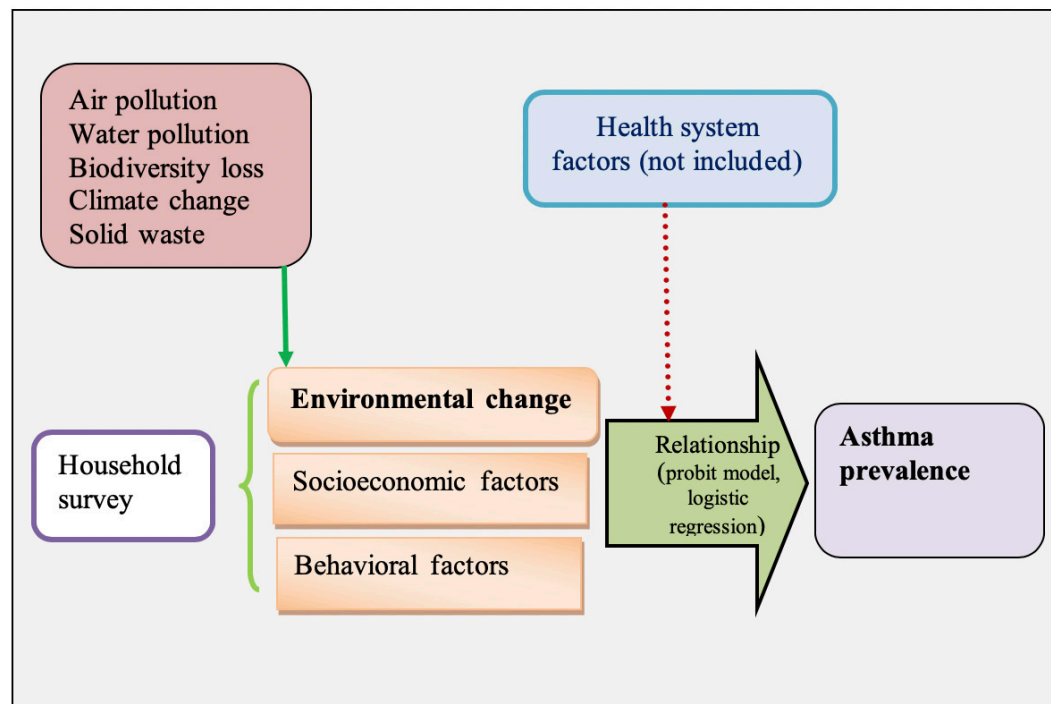 Air pollution
Water pollution
Biodiversity loss
Climate change
Solid waste
Health system
factors (not included)
Household
survey
Environmental change
Socioeconomic factors
Behavioral factors
Relationship
(probit model,
logistic
regression)
Asthma
prevalence